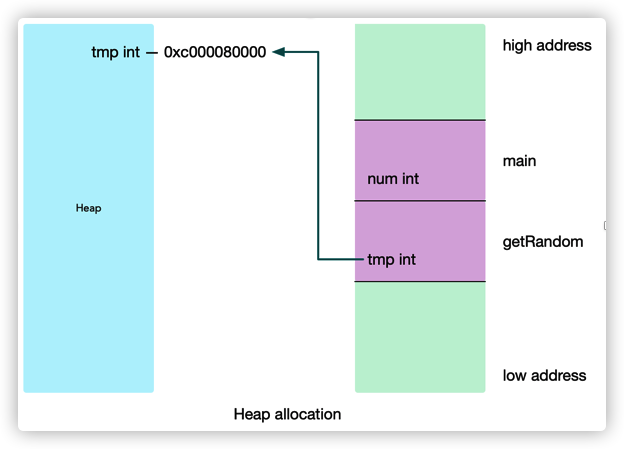 tmp int
0xc000080000
Heap
high address
main
num int
getRandom
tmp int
low address
Heap allocation